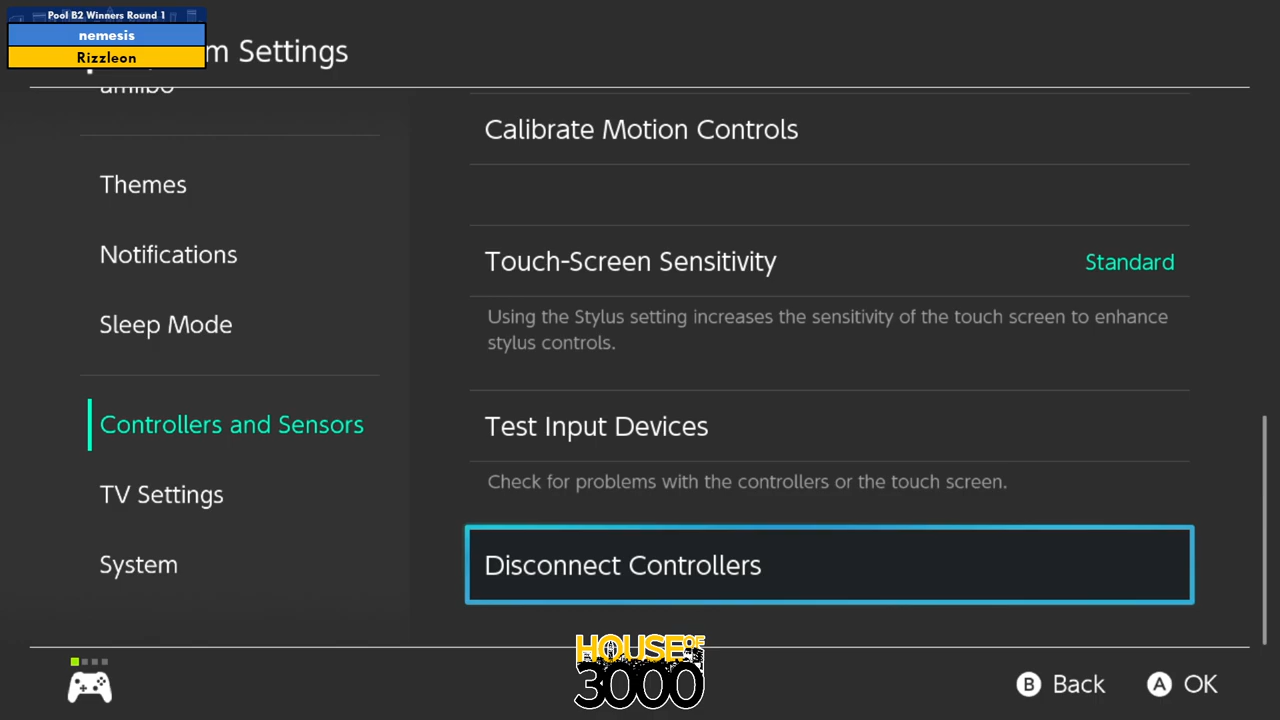 Pool B2 Winners Round 1
nemesis
Rizzleon
m Settings
amiibo
Themes
Notifications
Sleep Mode
Controllers and Sensors
TV Settings
System
Calibrate Motion Controls
Touch-Screen Sensitivity Standard
Using the Stylus setting increases the sensitivity of the touch screen to enhance
stylus controls.
Test Input Devices
Check for problems with the controllers or the touch screen.
Disconnect Controllers
HOUSE OF
3000
B Back A OK